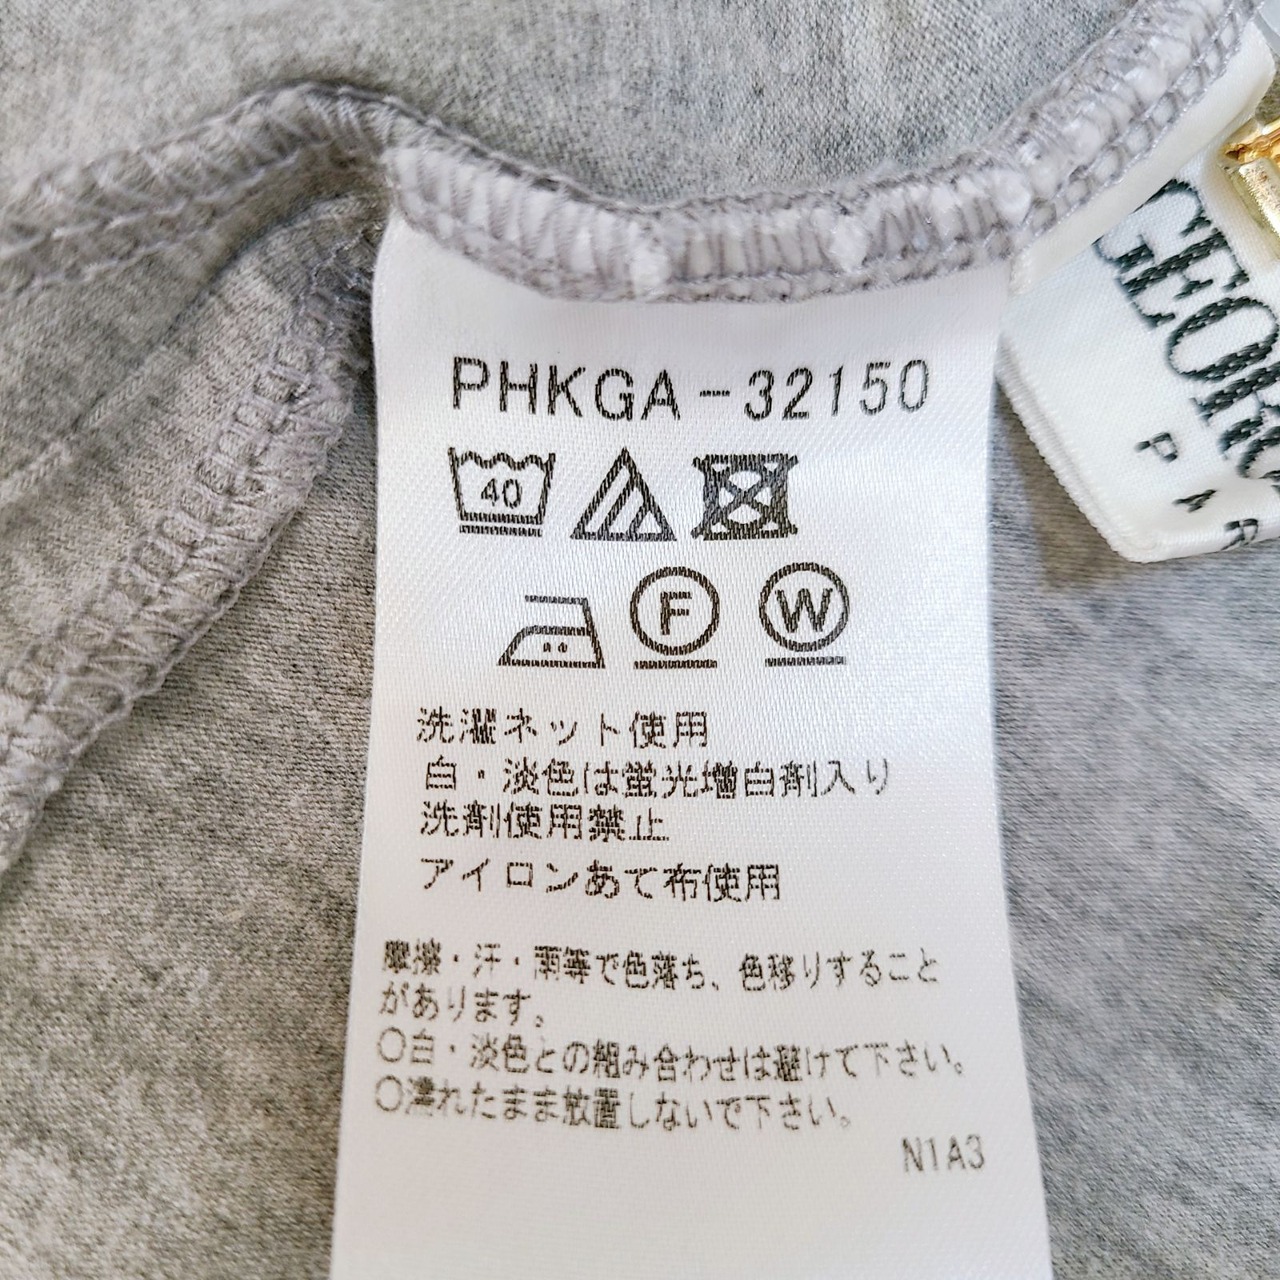 PHKGA-32150
40
F
W
洗濯ネット使用
白・淡色は蛍光増白剤入り
洗剤使用禁止
アイロンあて布使用
摩擦・汗・雨等で色落ち、色移りすること
があります。
○白・淡色との組み合わせは避けて下さい。
○濡れたまま放置しないで下さい。
N1A3